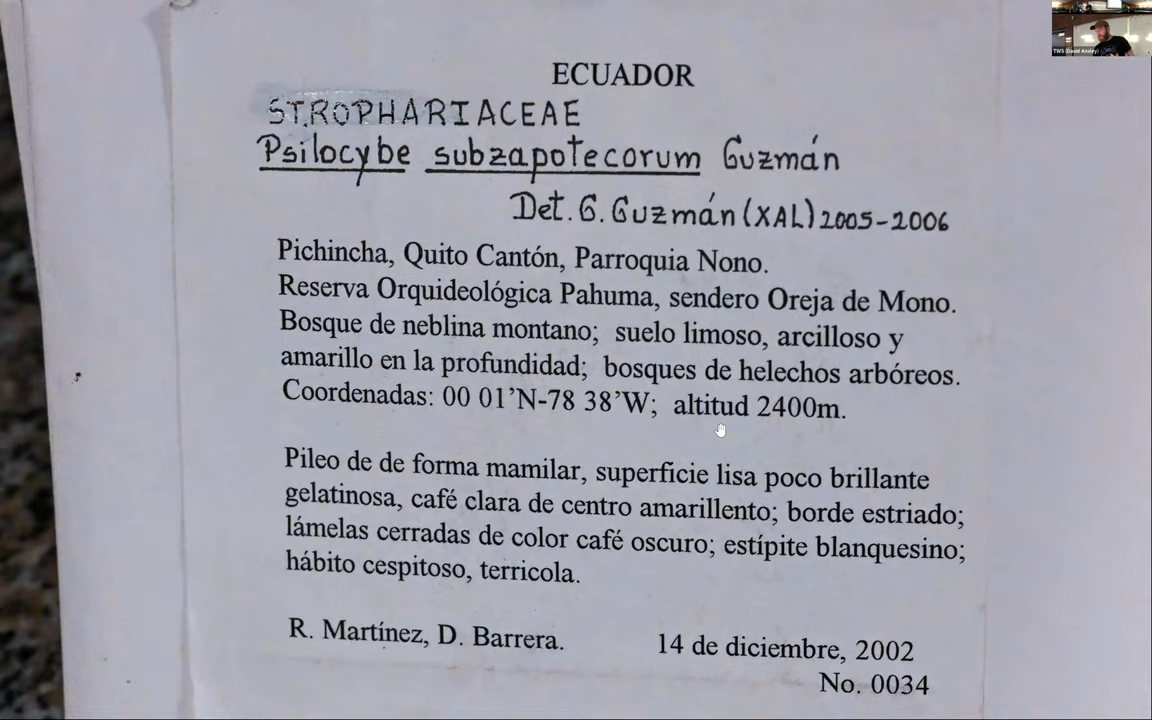 TWS (David Ansley)
ECUADOR
STROPHARIACEAE
Psilocybe subzapotecorum Guzmán
Det. G. Guzmán (XAL) 2005-2006
Pichincha, Quito Cantón, Parroquia Nono.
Reserva Orquideológica Pahuma, sendero Oreja de Mono.
Bosque de neblina montano; suelo limoso, arcilloso y
amarillo en la profundidad; bosques de helechos arbóreos.
Coordenadas: 00 01’N-78 38’W; altitud 2400m.
Pileo de de forma mamilar, superficie lisa poco brillante
gelatinosa, café clara de centro amarillento; borde estriado;
lámelas cerradas de color café oscuro; estípite blanquesino;
hábito cespitoso, terricola.
R. Martínez, D. Barrera. 14 de diciembre, 2002
No. 0034